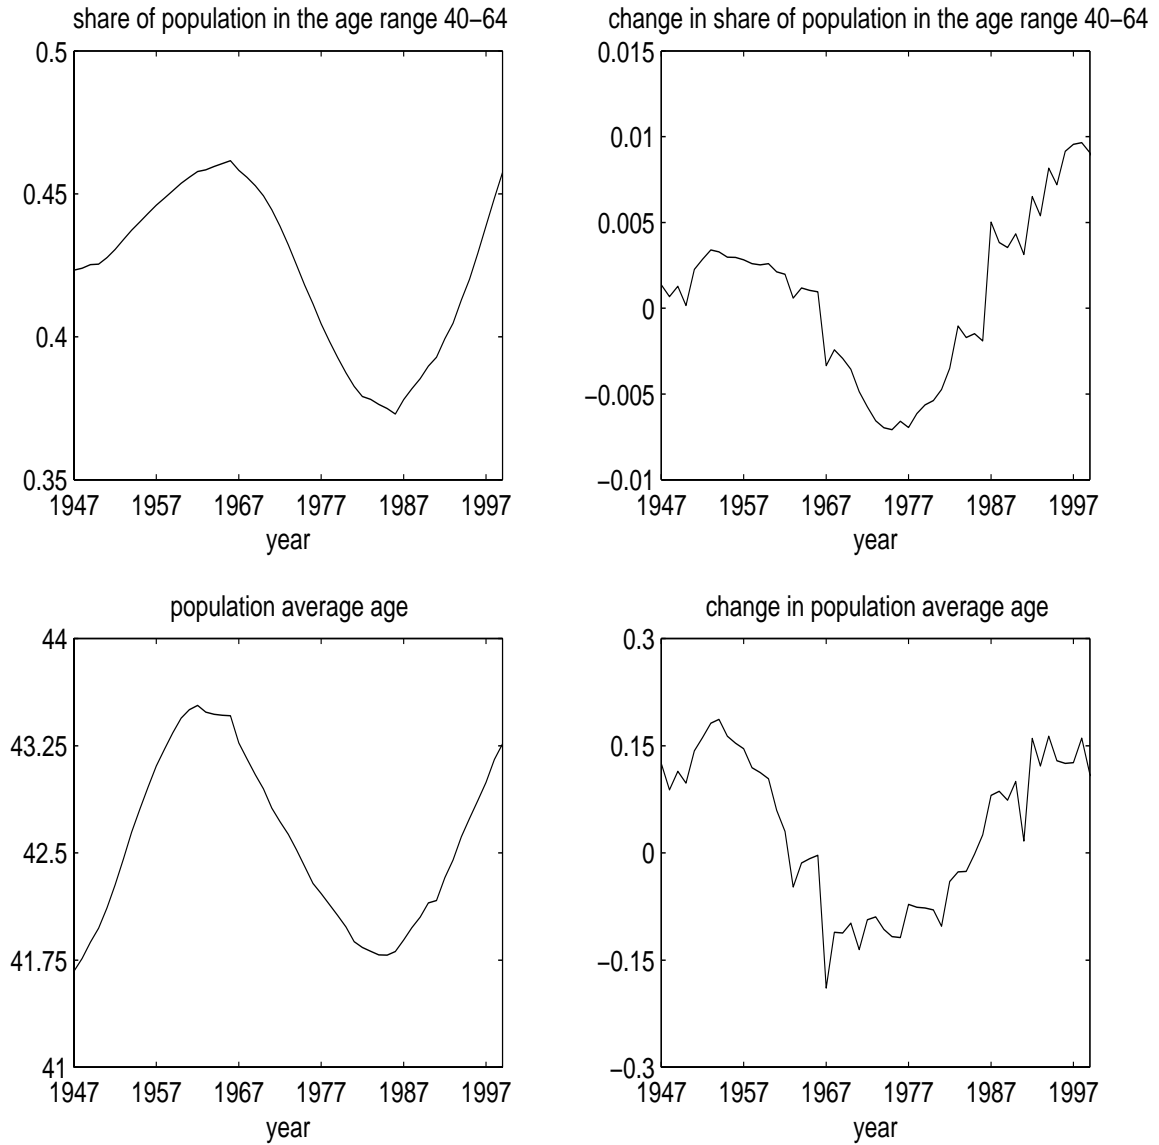 share of population in the age range 40−64
0.5
0.45
0.4
0.35
1947 1957 1967 1977 1987 1997
year
change in share of population in the age range 40−64
0.015
0.01
0.005
0
−0.005
−0.01
1947 1957 1967 1977 1987 1997
year
population average age
44
43.25
42.5
41.75
41
1947 1957 1967 1977 1987 1997
year
change in population average age
0.3
0.15
0
−0.15
−0.3
1947 1957 1967 1977 1987 1997
year